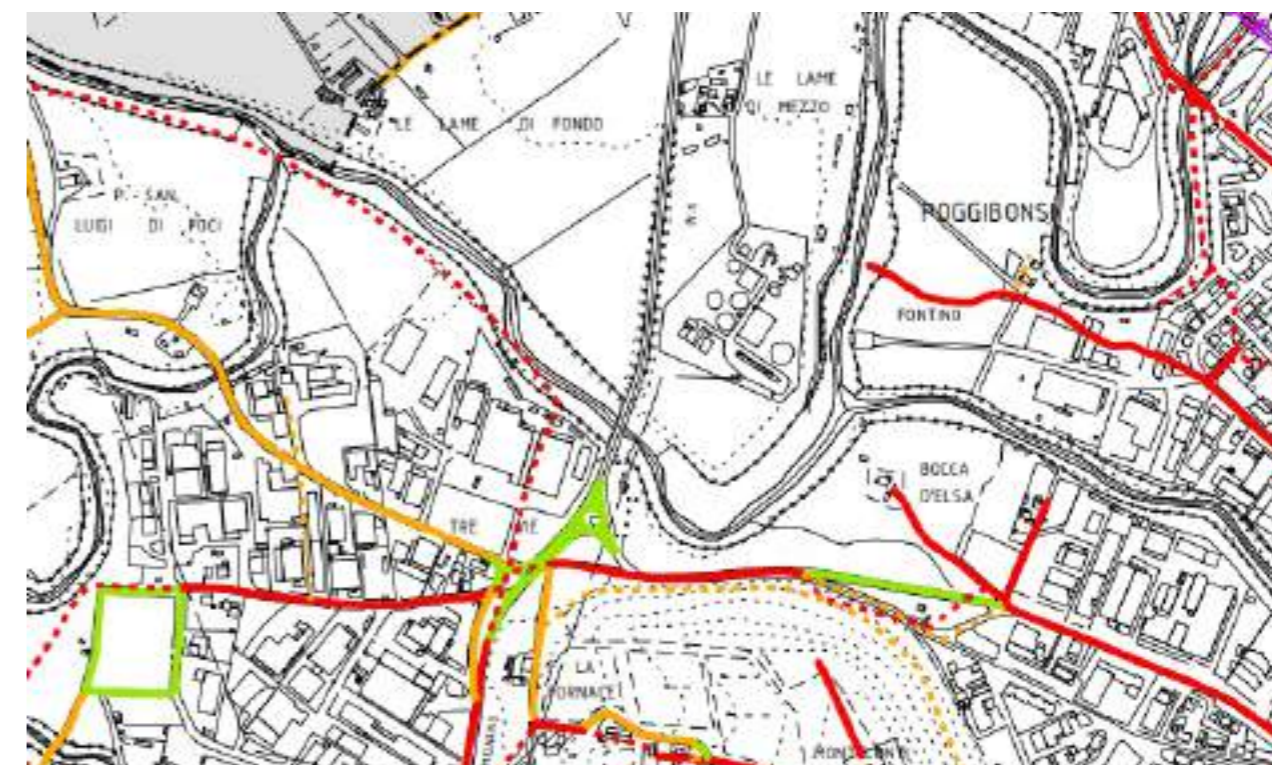 LE LAME
DI MEZZO
LE LAME DI FONDO
P. SAN
LUIGI DI POCI
POGGIBONSI
FONTINO
BOCCA
D'ELSA
TRE VIE
LA
FORNACE